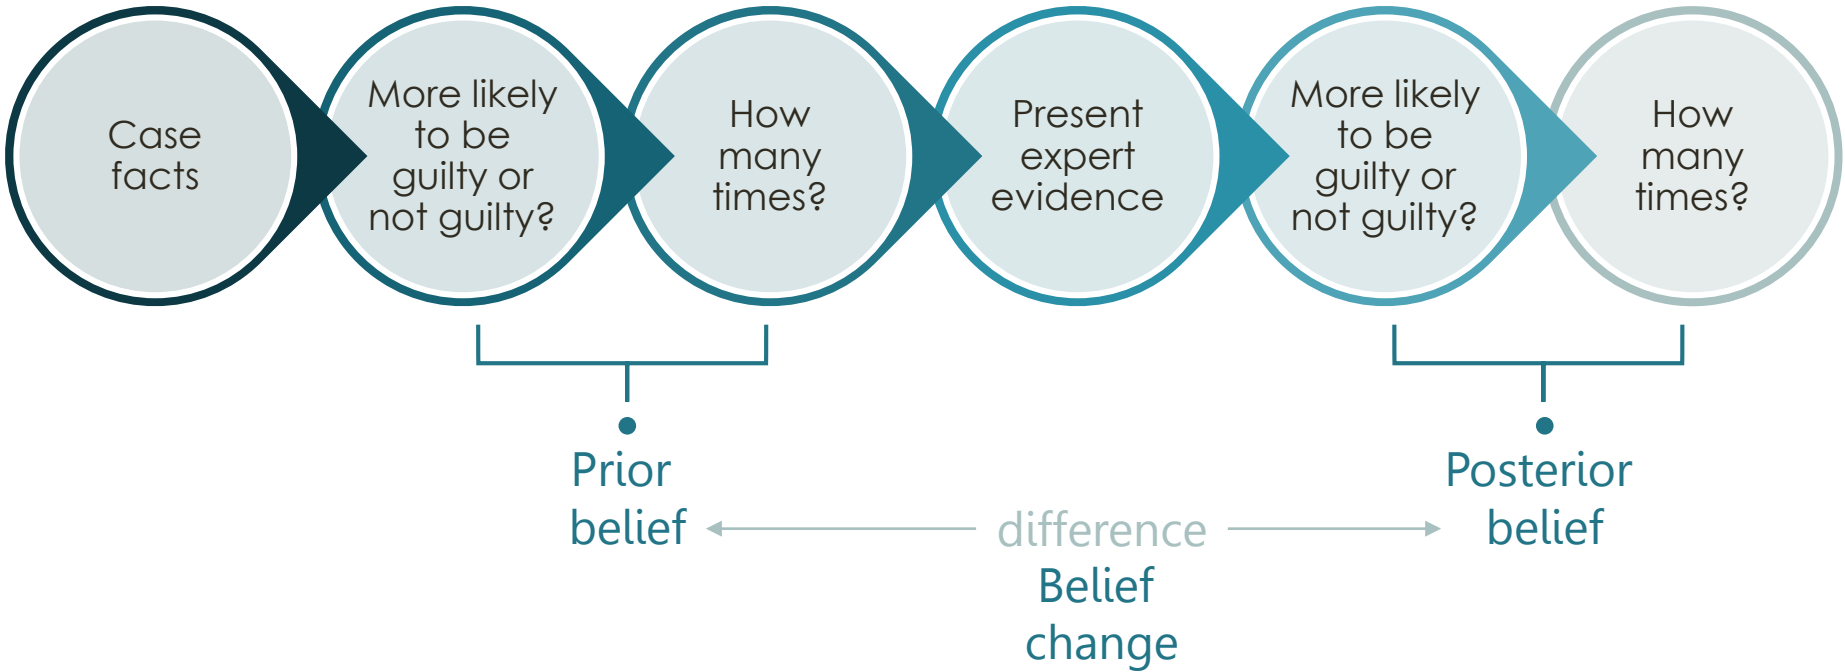 Case
facts
More likely
to be
guilty or
not guilty?
How
many
times?
Present
expert
evidence
More likely
to be
guilty or
not guilty?
How
many
times?
Prior
belief
Posterior
belief
difference
Belief
change